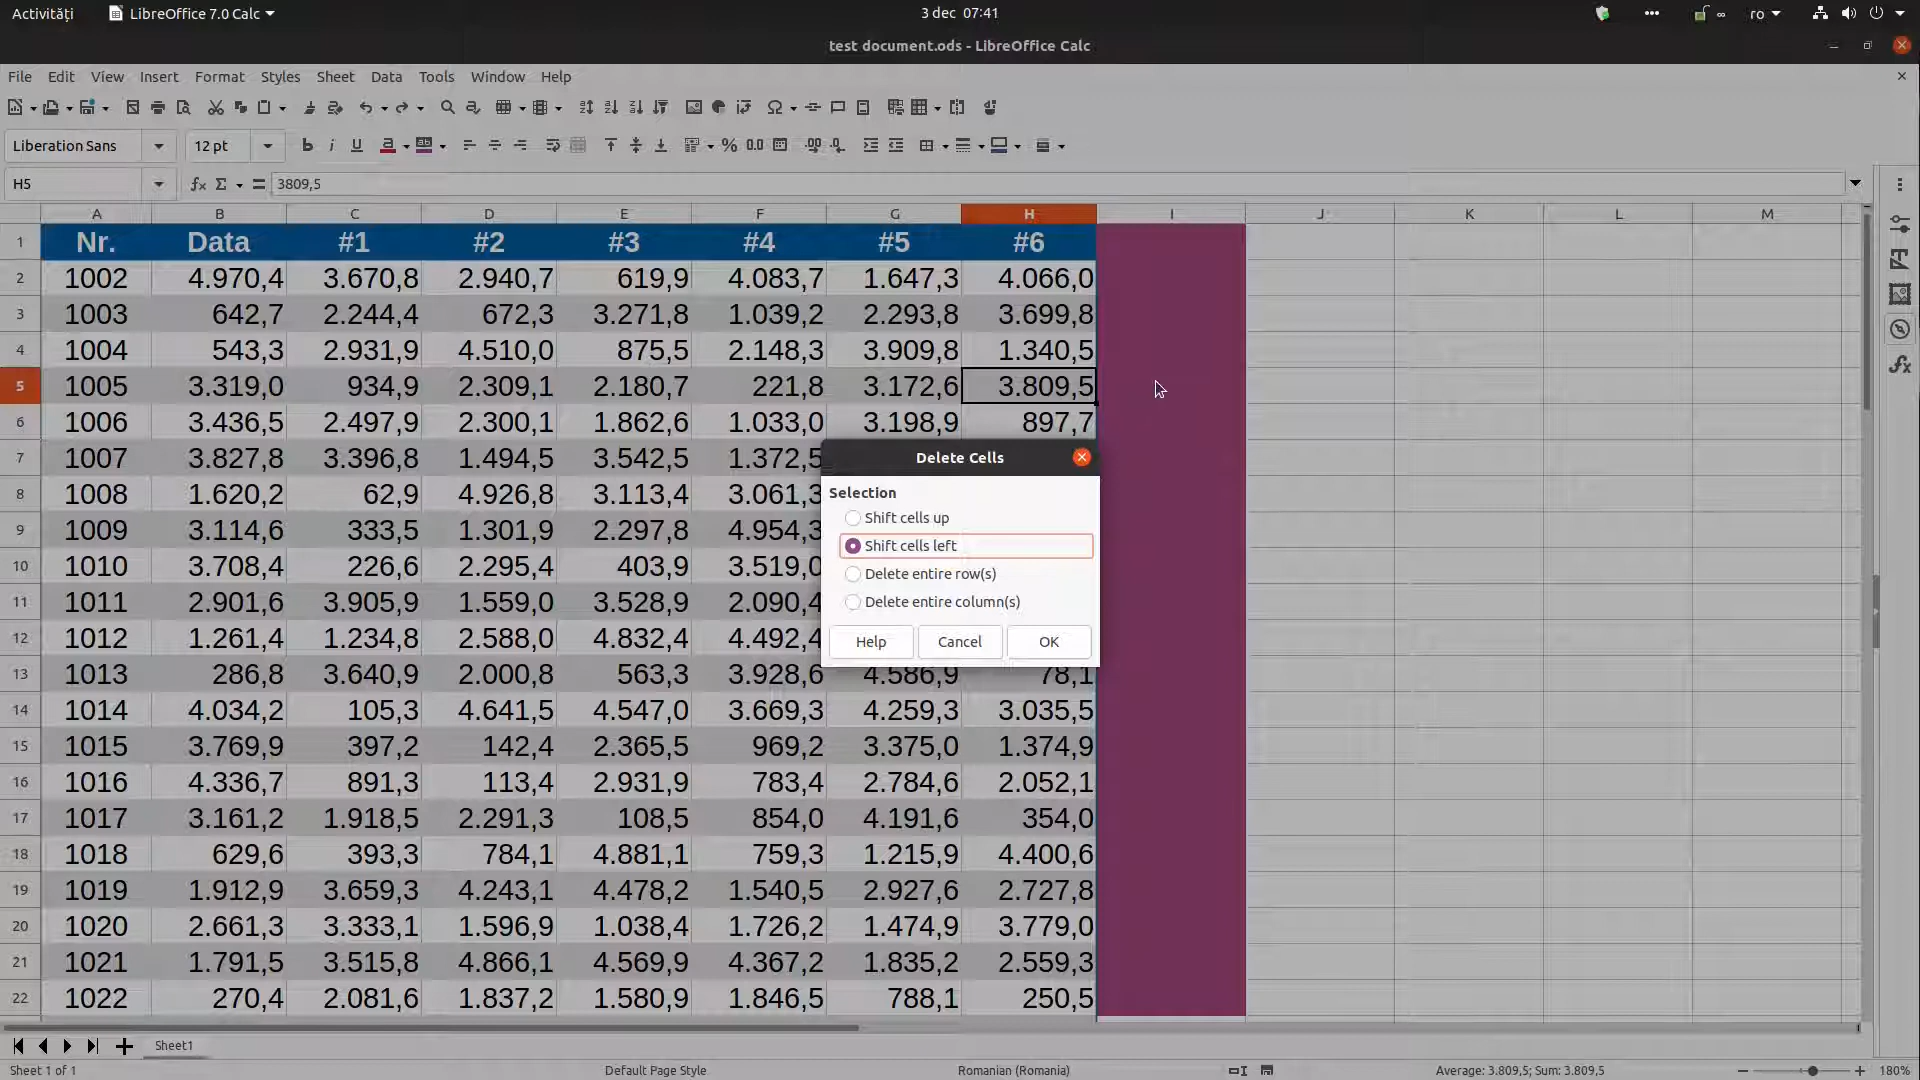 Activități LibreOffice 7.0 Calc 3 dec 07:41 ∞ ro
test document.ods - LibreOffice Calc
File Edit View Insert Format Styles Sheet Data Tools Window Help
Liberation Sans 12 pt
H5 3809,5
A B C D E F G H I J K L M
1 Nr. Data #1 #2 #3 #4 #5 #6
2 1002 4.970,4 3.670,8 2.940,7 619,9 4.083,7 1.647,3 4.066,0
3 1003 642,7 2.244,4 672,3 3.271,8 1.039,2 2.293,8 3.699,8
4 1004 543,3 2.931,9 4.510,0 875,5 2.148,3 3.909,8 1.340,5
5 1005 3.319,0 934,9 2.309,1 2.180,7 221,8 3.172,6 3.809,5
6 1006 3.436,5 2.497,9 2.300,1 1.862,6 1.033,0 3.198,9 897,7
7 1007 3.827,8 3.396,8 1.494,5 3.542,5 1.372,5
8 1008 1.620,2 62,9 4.926,8 3.113,4 3.061,3
9 1009 3.114,6 333,5 1.301,9 2.297,8 4.954,3
10 1010 3.708,4 226,6 2.295,4 403,9 3.519,0
11 1011 2.901,6 3.905,9 1.559,0 3.528,9 2.090,4
12 1012 1.261,4 1.234,8 2.588,0 4.832,4 4.492,4
13 1013 286,8 3.640,9 2.000,8 563,3 3.928,6 4.586,9 78,1
14 1014 4.034,2 105,3 4.641,5 4.547,0 3.669,3 4.259,3 3.035,5
15 1015 3.769,9 397,2 142,4 2.365,5 969,2 3.375,0 1.374,9
16 1016 4.336,7 891,3 113,4 2.931,9 783,4 2.784,6 2.052,1
17 1017 3.161,2 1.918,5 2.291,3 108,5 854,0 4.191,6 354,0
18 1018 629,6 393,3 784,1 4.881,1 759,3 1.215,9 4.400,6
19 1019 1.912,9 3.659,3 4.243,1 4.478,2 1.540,5 2.927,6 2.727,8
20 1020 2.661,3 3.333,1 1.596,9 1.038,4 1.726,2 1.474,9 3.779,0
21 1021 1.791,5 3.515,8 4.866,1 4.569,9 4.367,2 1.835,2 2.559,3
22 1022 270,4 2.081,6 1.837,2 1.580,9 1.846,5 788,1 250,5
Delete Cells
Selection
Shift cells up
Shift cells left
Delete entire row(s)
Delete entire column(s)
Help Cancel OK
Sheet1
Sheet 1 of 1 Default Page Style Romanian (Romania) Average: 3.809,5; Sum: 3.809,5 180%